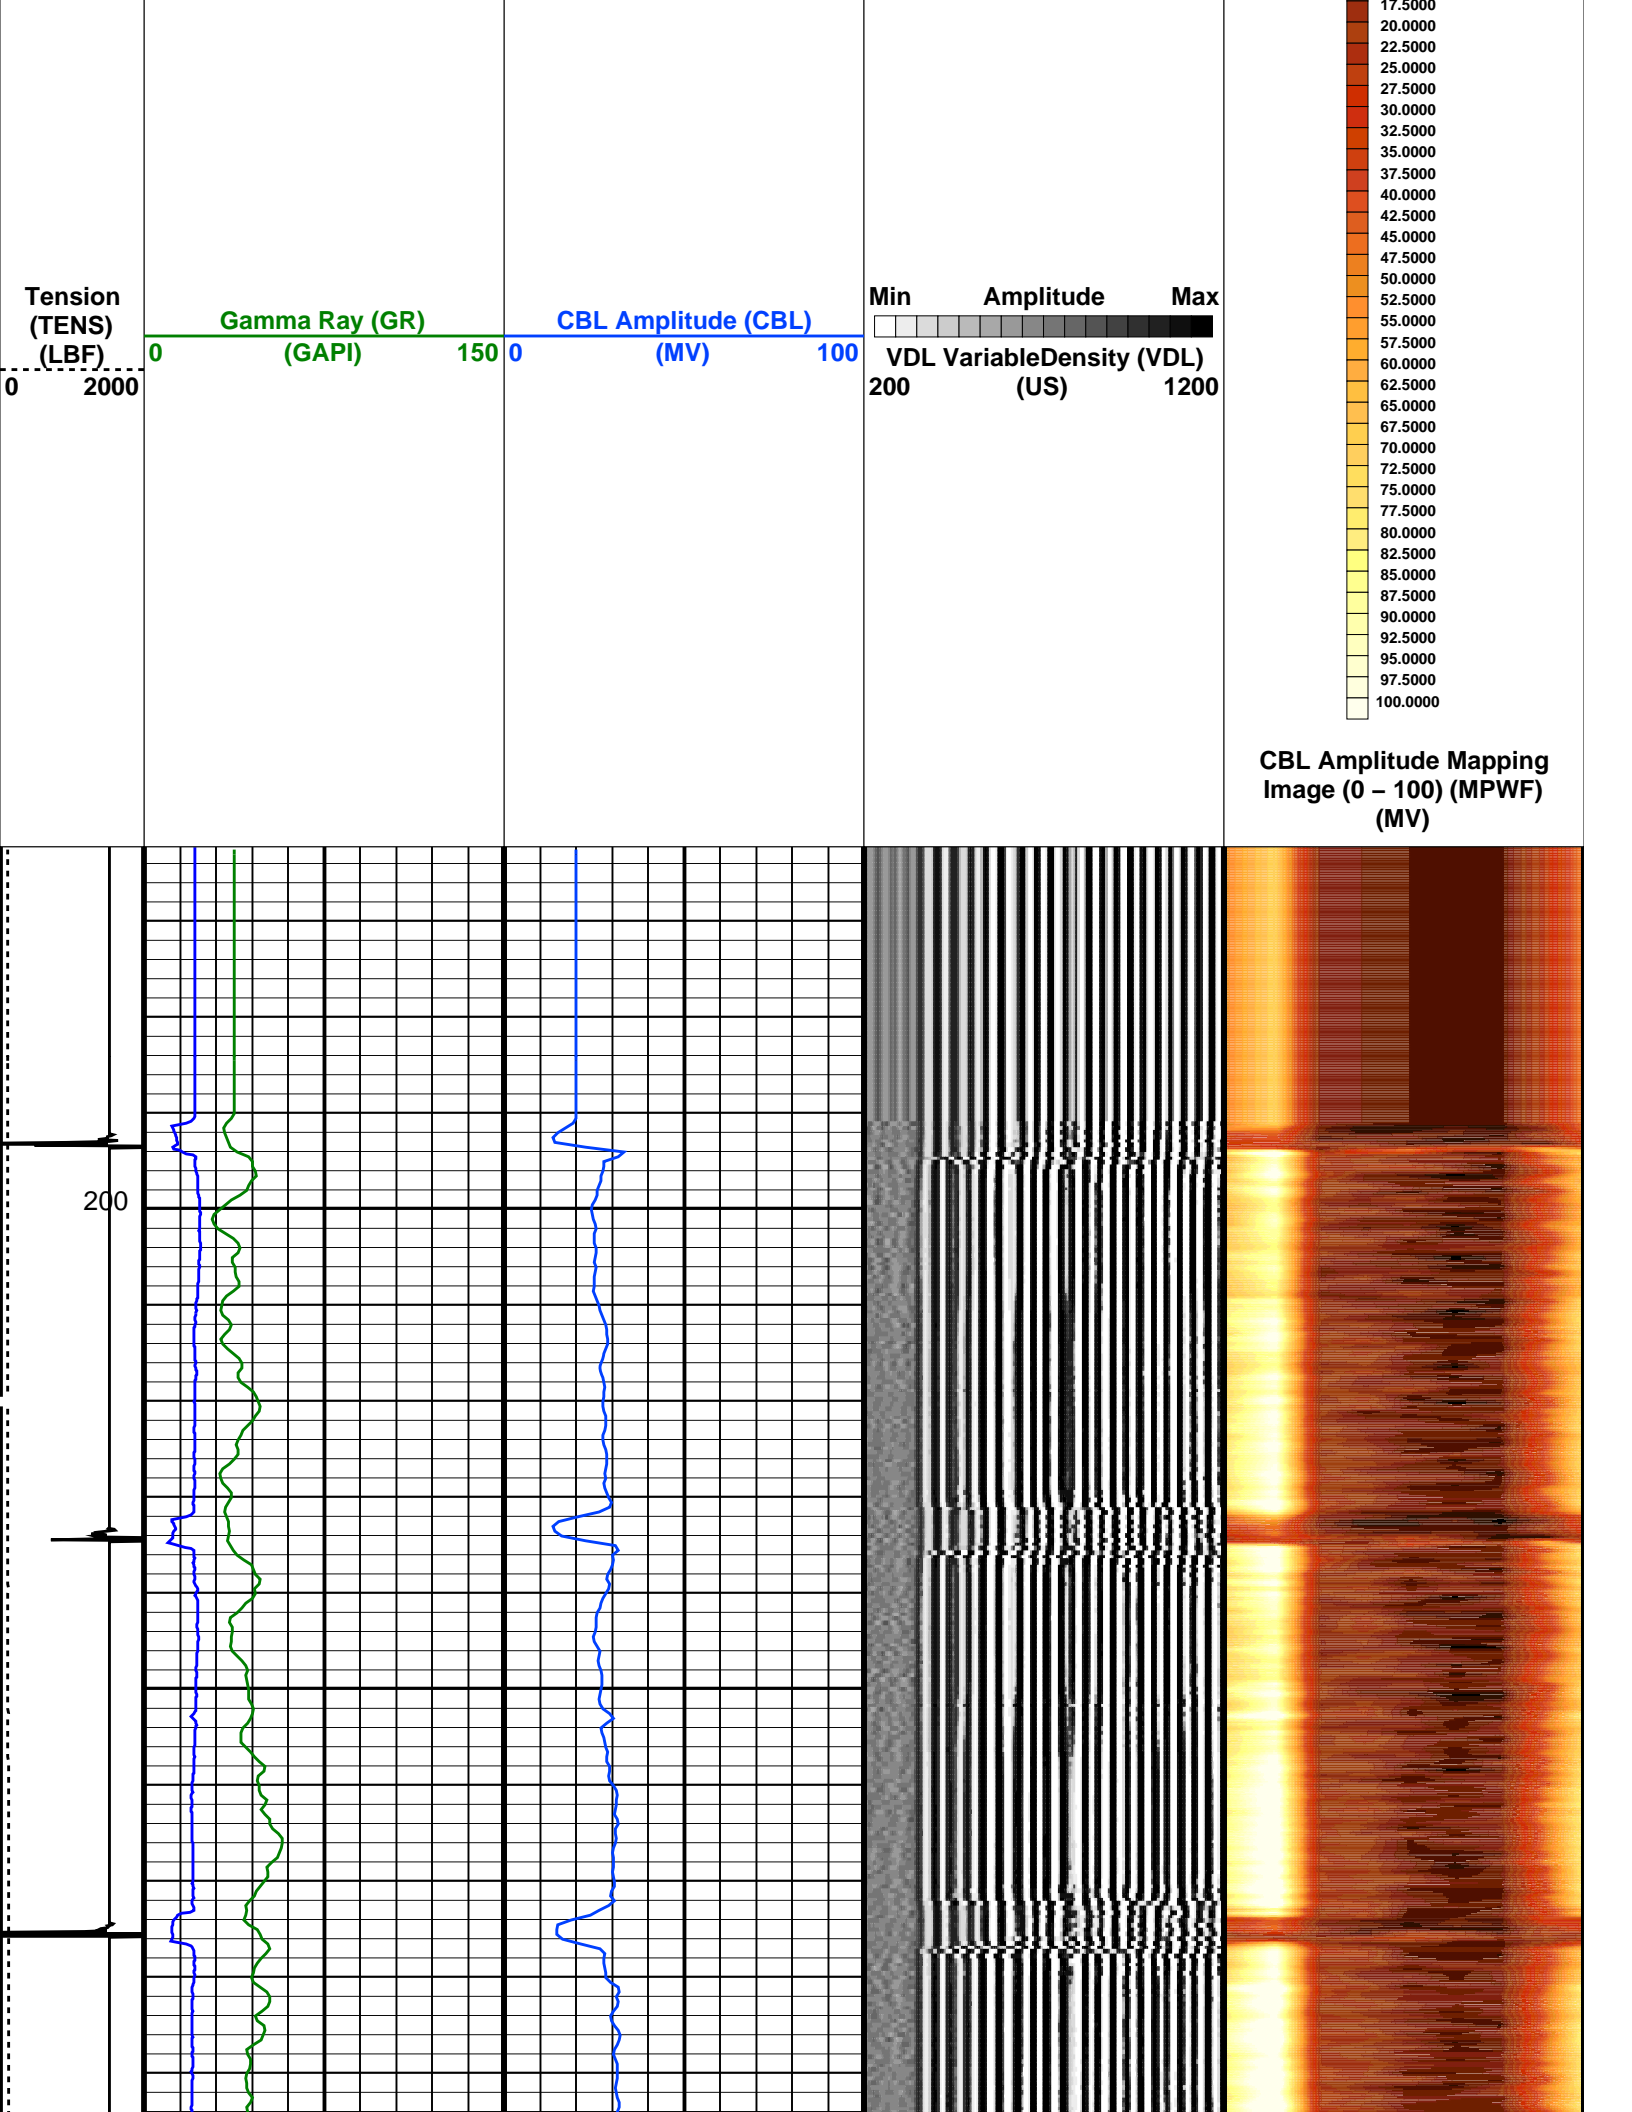 17.5000
20.0000
22.5000
25.0000
27.5000
30.0000
32.5000
35.0000
37.5000
40.0000
42.5000
45.0000
47.5000
50.0000
52.5000
55.0000
57.5000
60.0000
62.5000
65.0000
67.5000
70.0000
72.5000
75.0000
77.5000
80.0000
82.5000
85.0000
87.5000
90.0000
92.5000
95.0000
97.5000
100.0000
Tension
(TENS)
(LBF)
0 2000
Gamma Ray (GR)
0 (GAPI) 150
CBL Amplitude (CBL)
0 (MV) 100
Min Amplitude Max
VDL VariableDensity (VDL)
200 (US) 1200
CBL Amplitude Mapping
Image (0 – 100) (MPWF)
(MV)
200